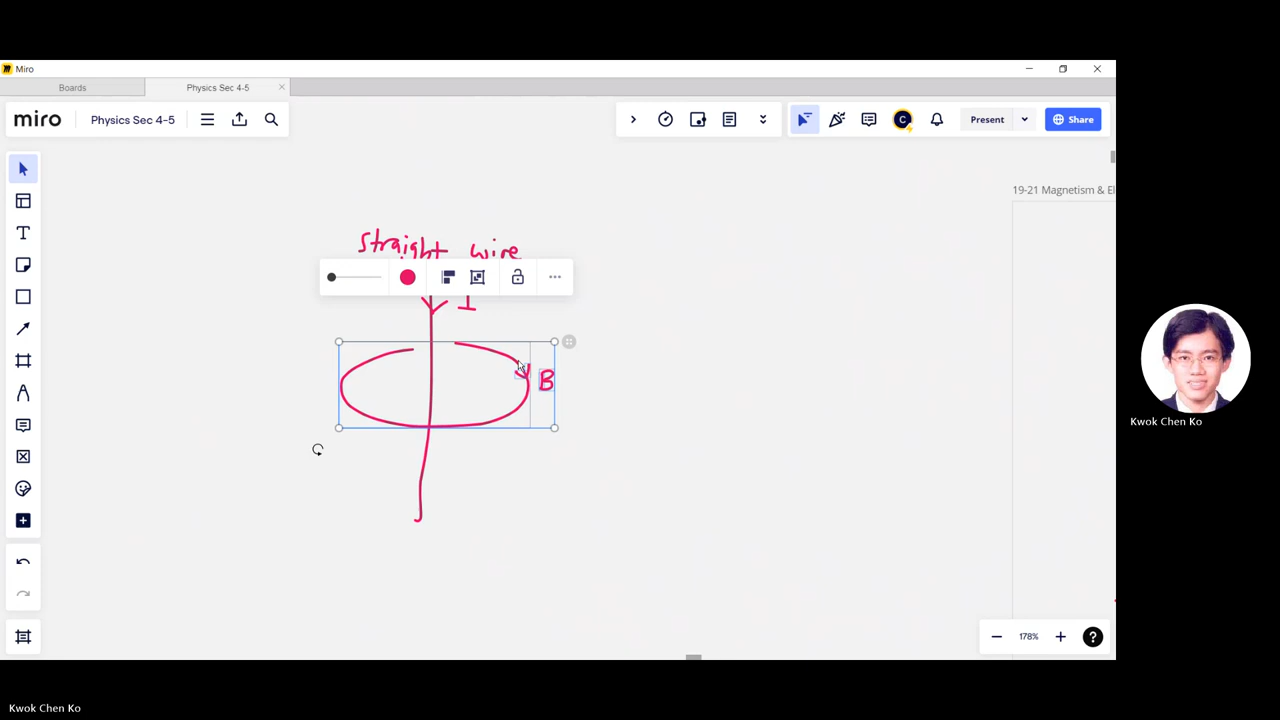 Miro
Boards
Physics Sec 4-5
miro
Physics Sec 4-5
C
Present
Share
19-21 Magnetism & El
straight wire
I
B
Kwok Chen Ko
178%
?
Kwok Chen Ko